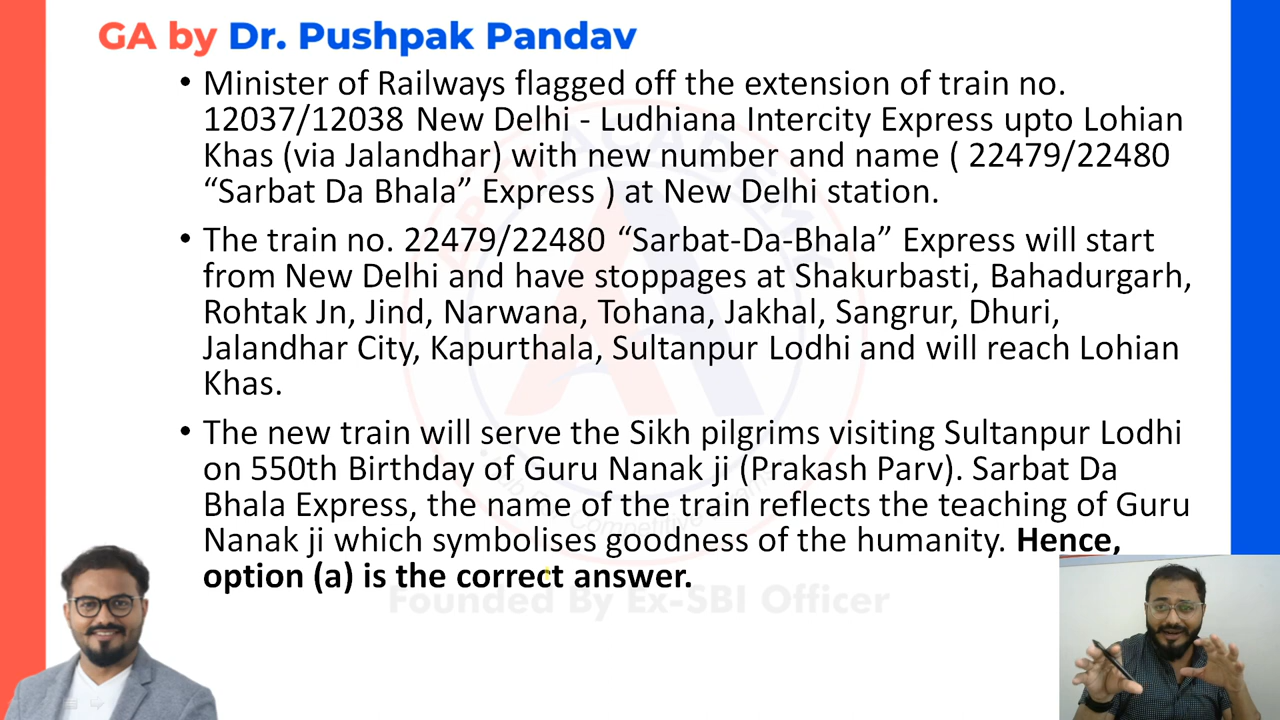 GA by Dr. Pushpak Pandav
• Minister of Railways flagged off the extension of train no.
12037/12038 New Delhi - Ludhiana Intercity Express upto Lohian
Khas (via Jalandhar) with new number and name ( 22479/22480
“Sarbat Da Bhala” Express ) at New Delhi station.
• The train no. 22479/22480 “Sarbat-Da-Bhala” Express will start
from New Delhi and have stoppages at Shakurbasti, Bahadurgarh,
Rohtak Jn, Jind, Narwana, Tohana, Jakhal, Sangrur, Dhuri,
Jalandhar City, Kapurthala, Sultanpur Lodhi and will reach Lohian
Khas.
• The new train will serve the Sikh pilgrims visiting Sultanpur Lodhi
on 550th Birthday of Guru Nanak ji (Prakash Parv). Sarbat Da
Bhala Express, the name of the train reflects the teaching of Guru
Nanak ji which symbolises goodness of the humanity. Hence,
option (a) is the correct answer.
Founded By Ex-SBI Officer